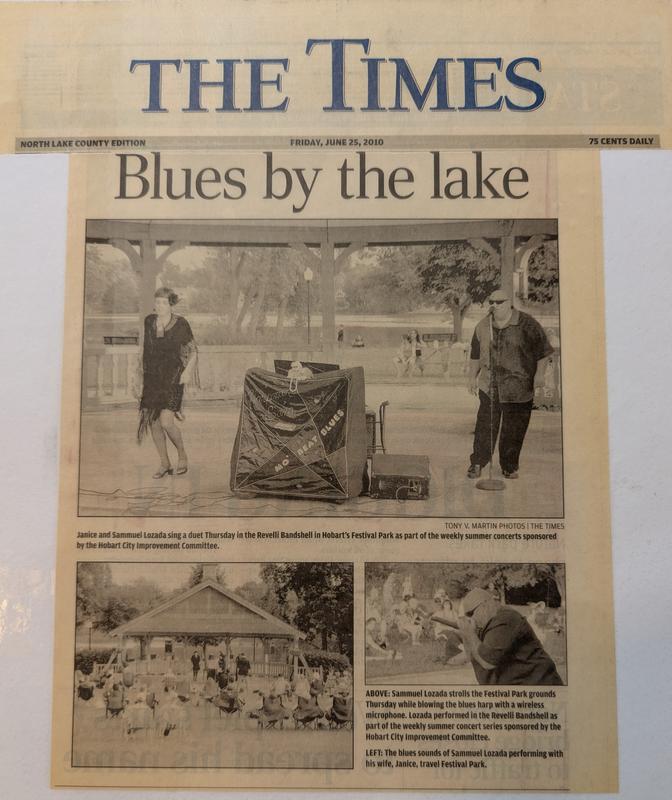 THE TIMES
NORTH LAKE COUNTY EDITION FRIDAY, JUNE 25, 2010 75 CENTS DAILY
Blues by the lake
MO' BEAT BLUES
TONY V. MARTIN PHOTOS | THE TIMES
Janice and Sammuel Lozada sing a duet Thursday in the Revelli Bandshell in Hobart's Festival Park as part of the weekly summer concerts sponsored
by the Hobart City Improvement Committee.
ABOVE: Sammuel Lozada strolls the Festival Park grounds
Thursday while blowing the blues harp with a wireless
microphone. Lozada performed in the Revelli Bandshell as
part of the weekly summer concert series sponsored by the
Hobart City Improvement Committee.
LEFT: The blues sounds of Sammuel Lozada performing with
his wife, Janice, travel Festival Park.